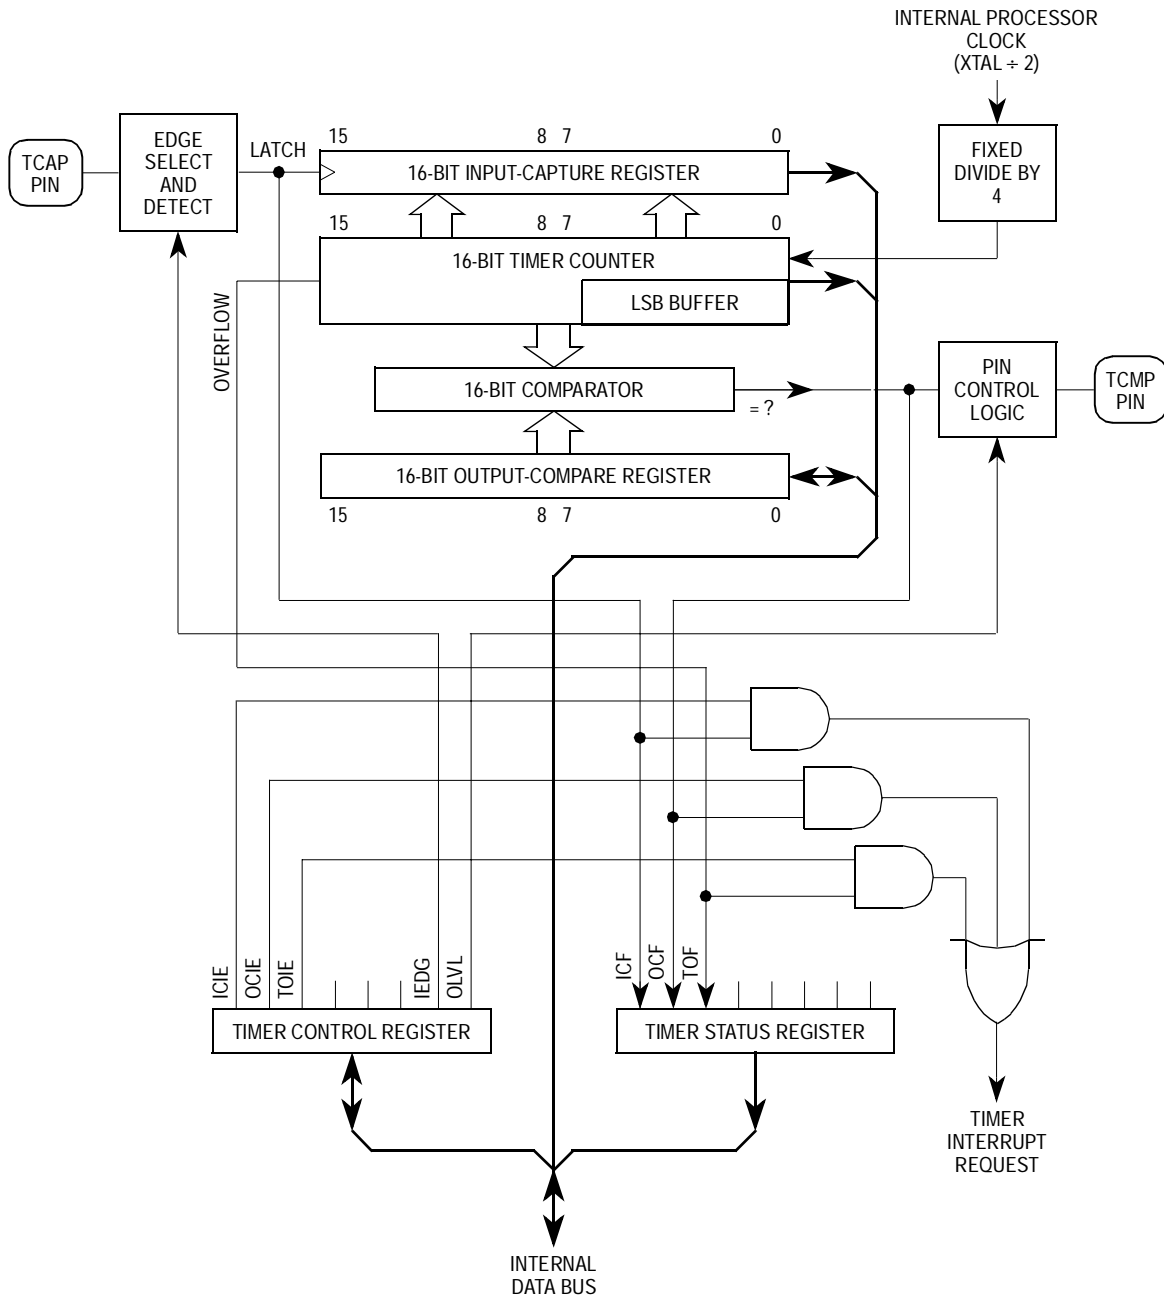 INTERNAL PROCESSOR
CLOCK
(XTAL ÷ 2)
TCAP
PIN
EDGE
SELECT
AND
DETECT
LATCH
15 8 7 0
16-BIT INPUT-CAPTURE REGISTER
FIXED
DIVIDE BY
4
15 8 7 0
16-BIT TIMER COUNTER
LSB BUFFER
OVERFLOW
16-BIT COMPARATOR
= ?
PIN
CONTROL
LOGIC
TCMP
PIN
16-BIT OUTPUT-COMPARE REGISTER
15 8 7 0
ICIE
OCIE
TOIE
IEDG
OLVL
ICF
OCF
TOF
TIMER CONTROL REGISTER
TIMER STATUS REGISTER
TIMER
INTERRUPT
REQUEST
INTERNAL
DATA BUS